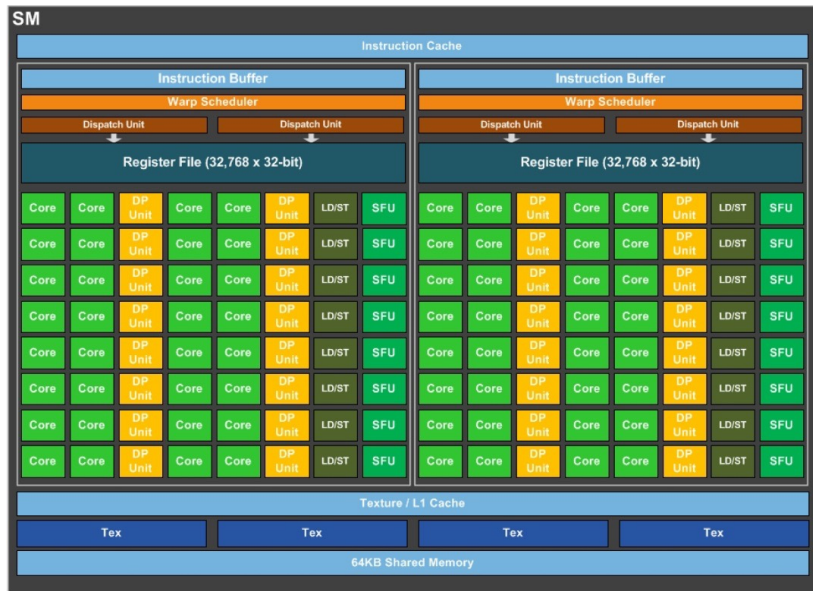 SM
Instruction Cache
Instruction Buffer Instruction Buffer
Warp Scheduler Warp Scheduler
Dispatch Unit Dispatch Unit Dispatch Unit Dispatch Unit
Register File (32,768 x 32-bit) Register File (32,768 x 32-bit)
Core Core DP Unit Core Core DP Unit LD/ST SFU Core Core DP Unit Core Core DP Unit LD/ST SFU
Core Core DP Unit Core Core DP Unit LD/ST SFU Core Core DP Unit Core Core DP Unit LD/ST SFU
Core Core DP Unit Core Core DP Unit LD/ST SFU Core Core DP Unit Core Core DP Unit LD/ST SFU
Core Core DP Unit Core Core DP Unit LD/ST SFU Core Core DP Unit Core Core DP Unit LD/ST SFU
Core Core DP Unit Core Core DP Unit LD/ST SFU Core Core DP Unit Core Core DP Unit LD/ST SFU
Core Core DP Unit Core Core DP Unit LD/ST SFU Core Core DP Unit Core Core DP Unit LD/ST SFU
Core Core DP Unit Core Core DP Unit LD/ST SFU Core Core DP Unit Core Core DP Unit LD/ST SFU
Core Core DP Unit Core Core DP Unit LD/ST SFU Core Core DP Unit Core Core DP Unit LD/ST SFU
Texture / L1 Cache
Tex Tex Tex Tex
64KB Shared Memory